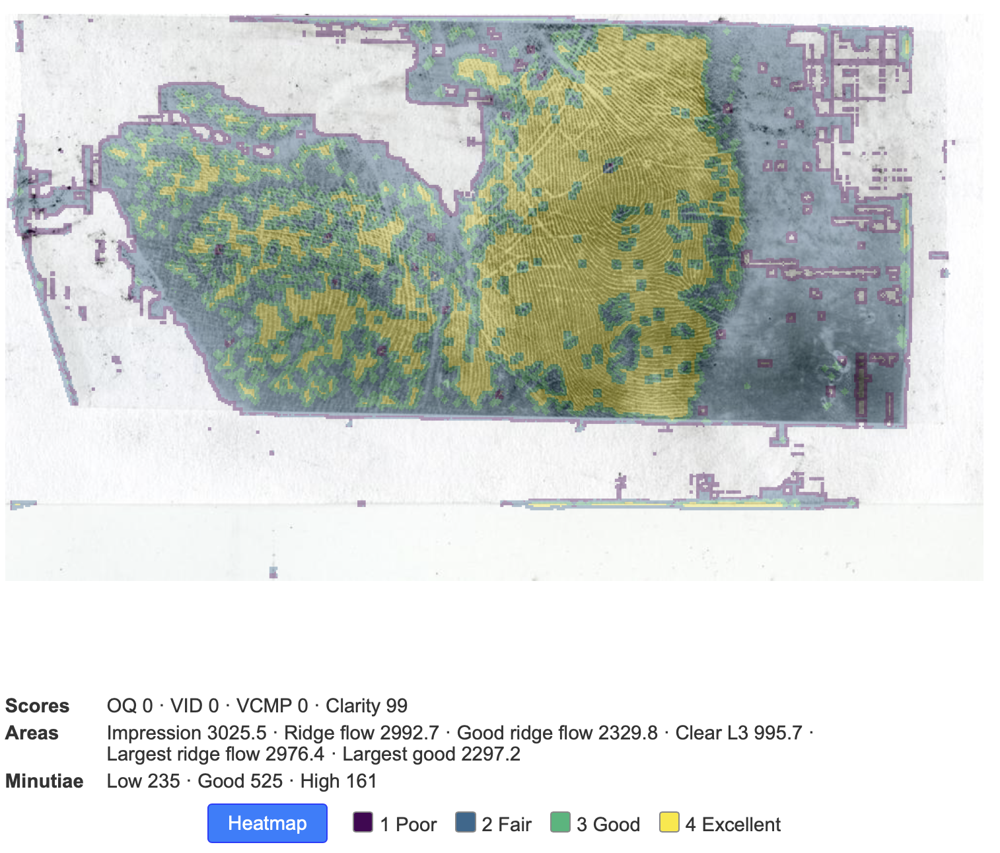 Scores OQ 0 · VID 0 · VCMP 0 · Clarity 99
Areas Impression 3025.5 · Ridge flow 2992.7 · Good ridge flow 2329.8 · Clear L3 995.7 ·
Largest ridge flow 2976.4 · Largest good 2297.2
Minutiae Low 235 · Good 525 · High 161
Heatmap 1 Poor 2 Fair 3 Good 4 Excellent